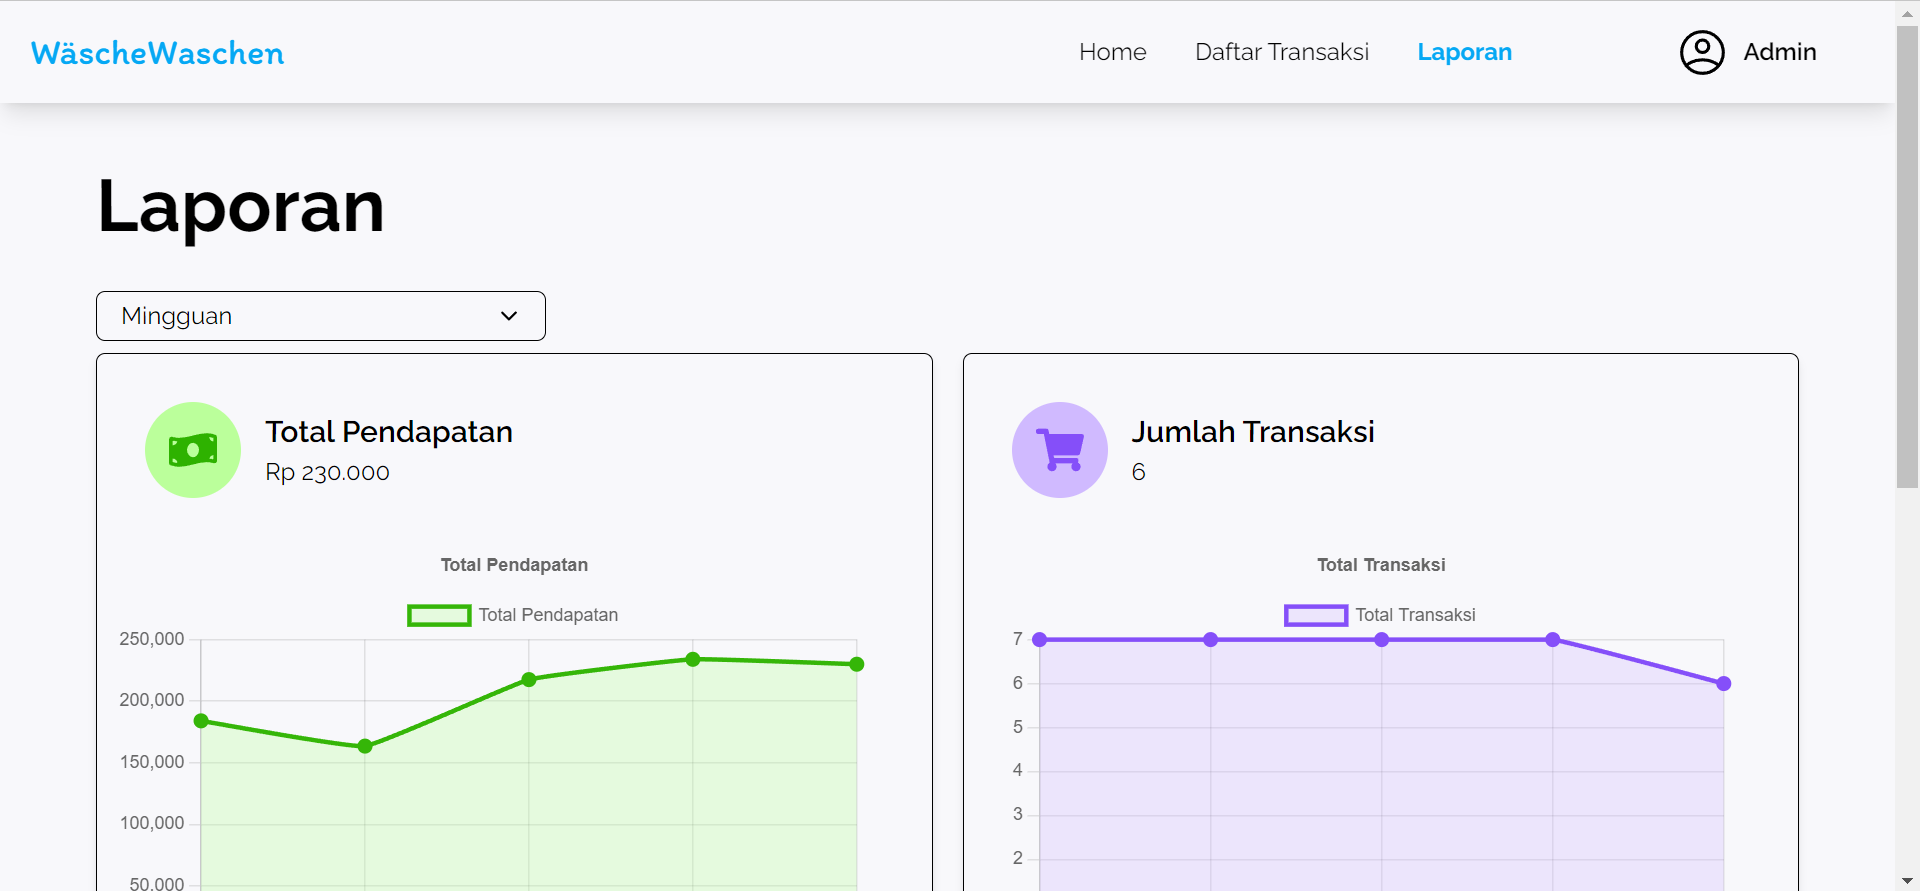 WäscheWaschen
Home
Daftar Transaksi
Laporan
Admin
Laporan
Mingguan
Total Pendapatan
Rp 230.000
Total Pendapatan
Total Pendapatan
250,000
200,000
150,000
100,000
50,000
Jumlah Transaksi
6
Total Transaksi
Total Transaksi
7
6
5
4
3
2